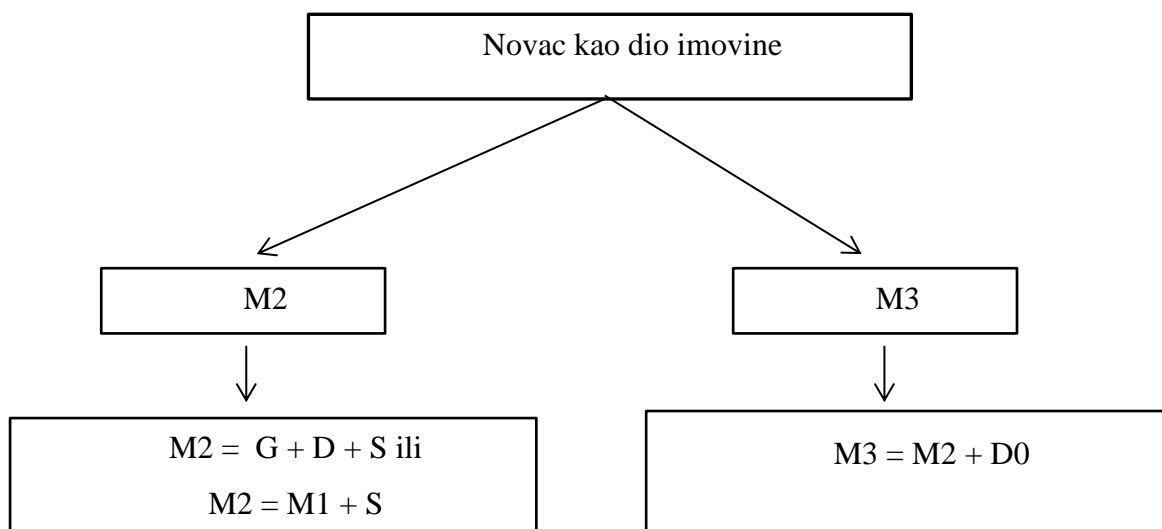 Novac kao dio imovine
M2
M3
M2 = G + D + S ili
M2 = M1 + S
M3 = M2 + D0